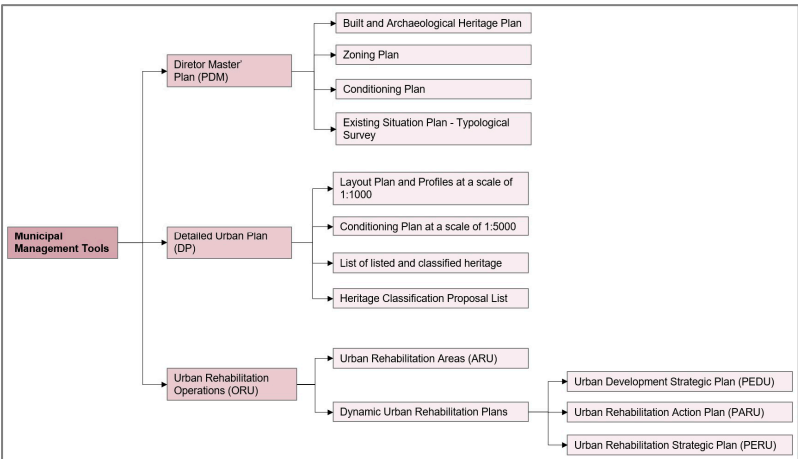 Municipal
Management Tools
Diretor Master'
Plan (PDM)
Built and Archaeological Heritage Plan
Zoning Plan
Conditioning Plan
Existing Situation Plan - Typological
Survey
Detailed Urban Plan
(DP)
Layout Plan and Profiles at a scale of
1:1000
Conditioning Plan at a scale of 1:5000
List of listed and classified heritage
Heritage Classification Proposal List
Urban Rehabilitation
Operations (ORU)
Urban Rehabilitation Areas (ARU)
Dynamic Urban Rehabilitation Plans
Urban Development Strategic Plan (PEDU)
Urban Rehabilitation Action Plan (PARU)
Urban Rehabilitation Strategic Plan (PERU)